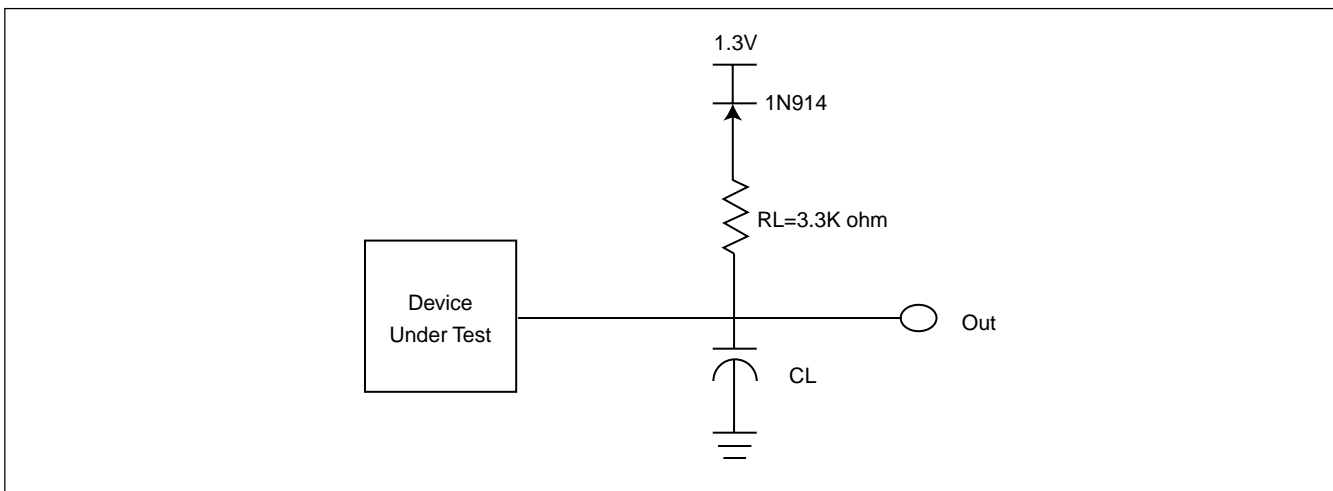 1.3V
1N914
RL=3.3K ohm
Device
Under Test
Out
CL